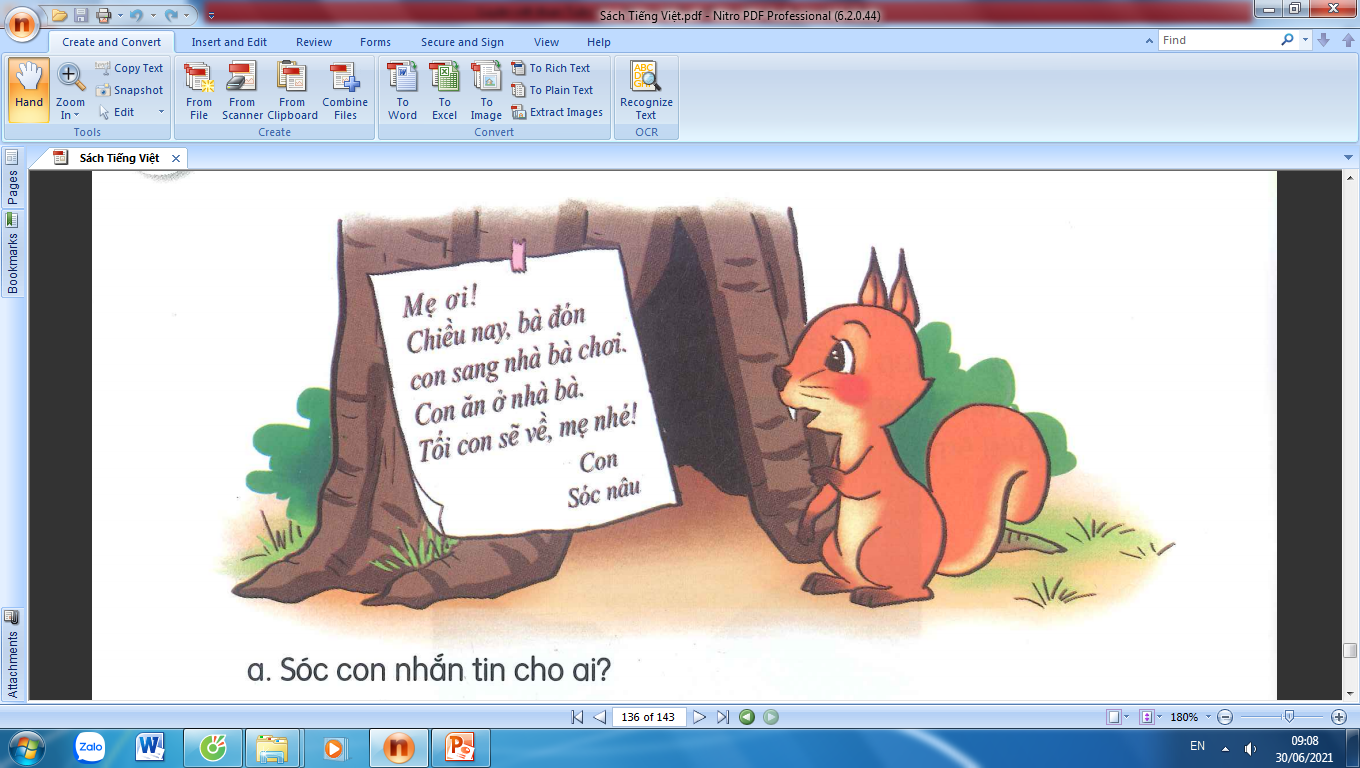 Sách Tiếng Việt.pdf - Nitro PDF Professional (6.2.0.44)
Create and Convert Insert and Edit Review Forms Secure and Sign View Help Find
Hand
Zoom In
Copy Text
Snapshot
Edit
Tools
From File
From Scanner
From Clipboard
Combine Files
Create
To Word
To Excel
To Image
To Rich Text
To Plain Text
Extract Images
Convert
Recognize Text
OCR
Sách Tiếng Việt
Pages
Bookmarks
Attachments
Mẹ ơi!
Chiều nay, bà đón
con sang nhà bà chơi.
Con ăn ở nhà bà.
Tối con sẽ về, mẹ nhé!
Con
Sóc nâu
a. Sóc con nhắn tin cho ai?
136 of 143
180%
Zalo
EN
09:08
30/06/2021